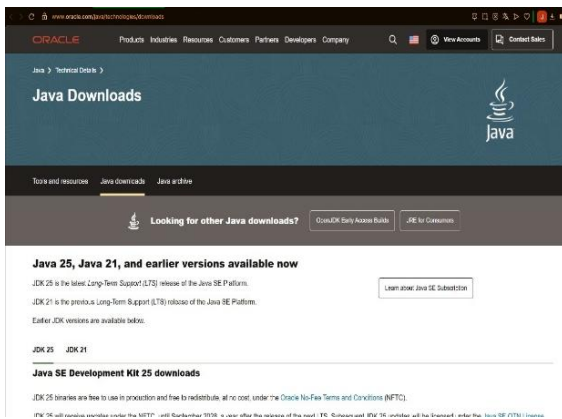 www.oracle.com/java/technologies/downloads
ORACLE Products Industries Resources Customers Partners Developers Company View Accounts Contact Sales
Java > Technical Details >
Java Downloads
Java
Tools and resources Java downloads Java archive
Looking for other Java downloads? OpenJDK Early Access Builds JRE for Consumers
Java 25, Java 21, and earlier versions available now
JDK 25 is the latest Long-Term Support (LTS) release of the Java SE Platform.
Learn about Java SE Subscription
JDK 21 is the previous Long-Term Support (LTS) release of the Java SE Platform.
Earlier JDK versions are available below.
JDK 25 JDK 21
Java SE Development Kit 25 downloads
JDK 25 binaries are free to use in production and free to redistribute, at no cost, under the Oracle No-Fee Terms and Conditions (NFTC).
JDK 25 will receive updates under the NFTC, until September 2028, a year after the release of the next LTS. Subsequent JDK 25 updates will be licensed under the Java SE OTN License